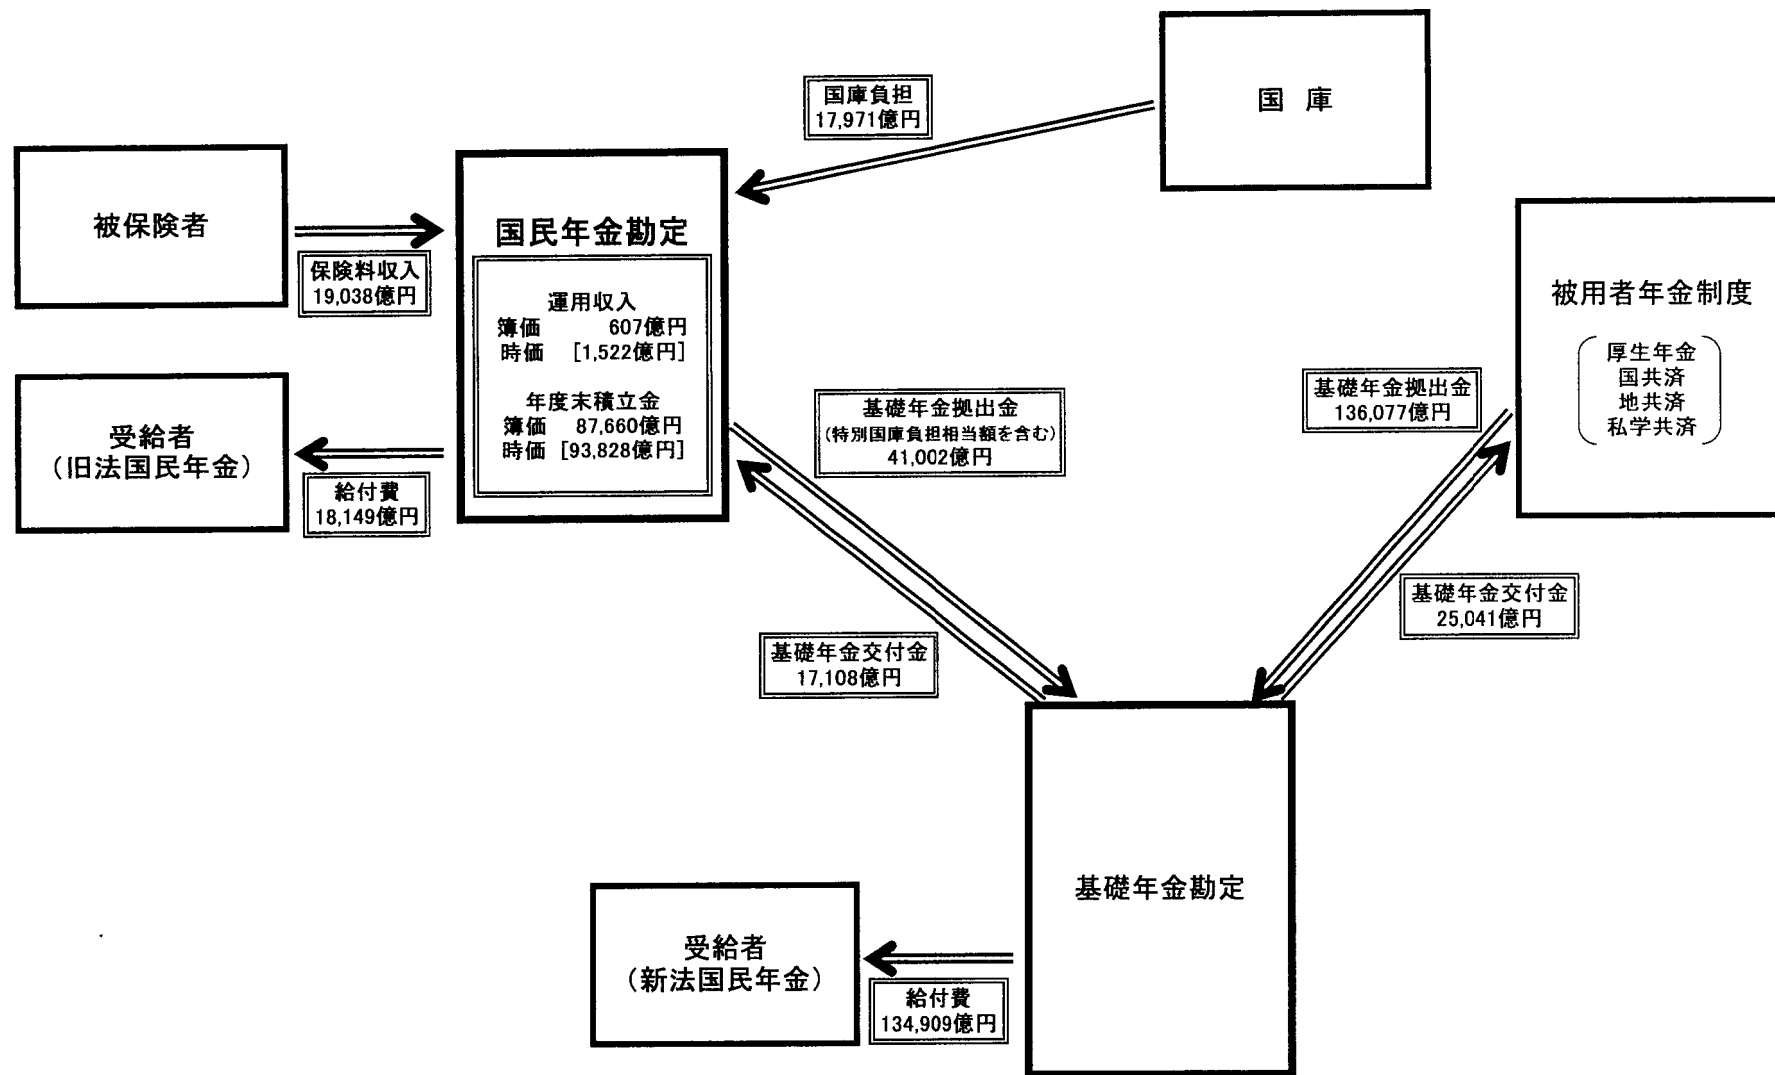 国 庫
国庫負担
17,971億円
被保険者
保険料収入
19,038億円
国民年金勘定
運用収入
簿価 607億円
時価 [1,522億円]
年度末積立金
簿価 87,660億円
時価 [93,828億円]
受給者
(旧法国民年金)
給付費
18,149億円
基礎年金拠出金
(特別国庫負担相当額を含む)
41,002億円
基礎年金交付金
17,108億円
被用者年金制度
厚生年金
国共済
地共済
私学共済
基礎年金拠出金
136,077億円
基礎年金交付金
25,041億円
基礎年金勘定
受給者
(新法国民年金)
給付費
134,909億円